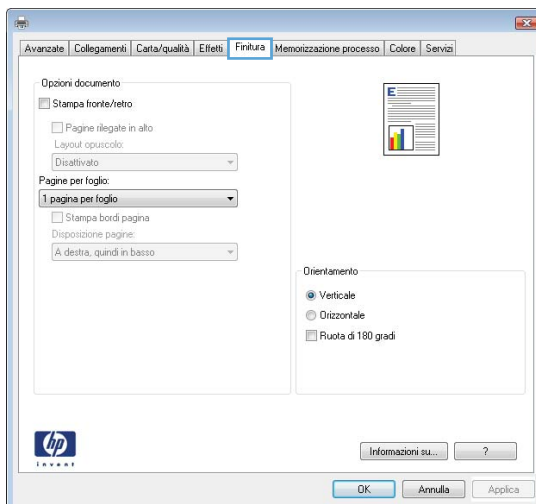 Avanzate Collegamenti Carta/qualità Effetti Finitura Memorizzazione processo Colore Servizi
Opzioni documento
Stampa fronte/retro
Pagine rilegate in alto
Layout opuscolo:
Disattivato
Pagine per foglio:
1 pagina per foglio
Stampa bordi pagina
Disposizione pagine:
A destra, quindi in basso
E
Orientamento
Verticale
Orizzontale
Ruota di 180 gradi
hp
invent
Informazioni su... ?
OK Annulla Applica